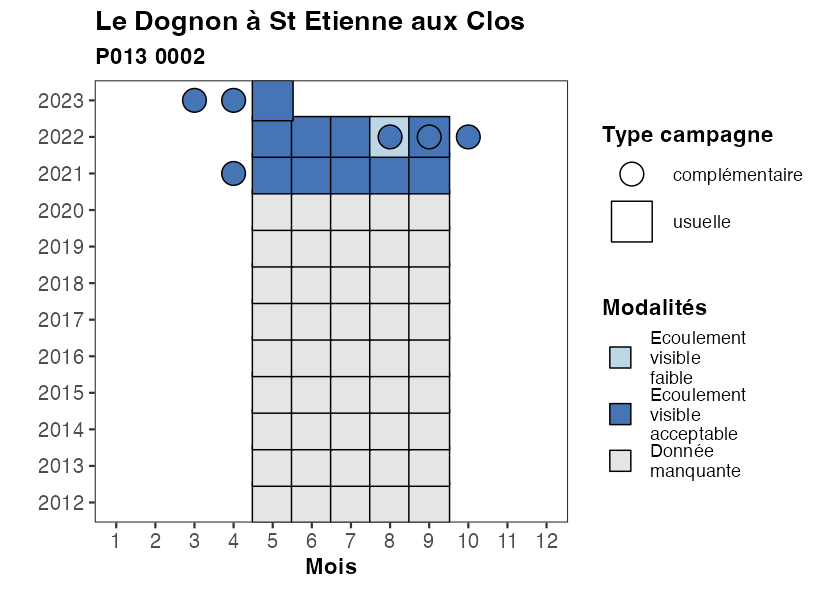 Le Dognon à St Etienne aux Clos
P013 0002
2023
2022
2021
2020
2019
2018
2017
2016
2015
2014
2013
2012
1 2 3 4 5 6 7 8 9 10 11 12
Mois
Type campagne
complémentaire
usuelle
Modalités
Ecoulement
visible
faible
Ecoulement
visible
acceptable
Donnée
manquante